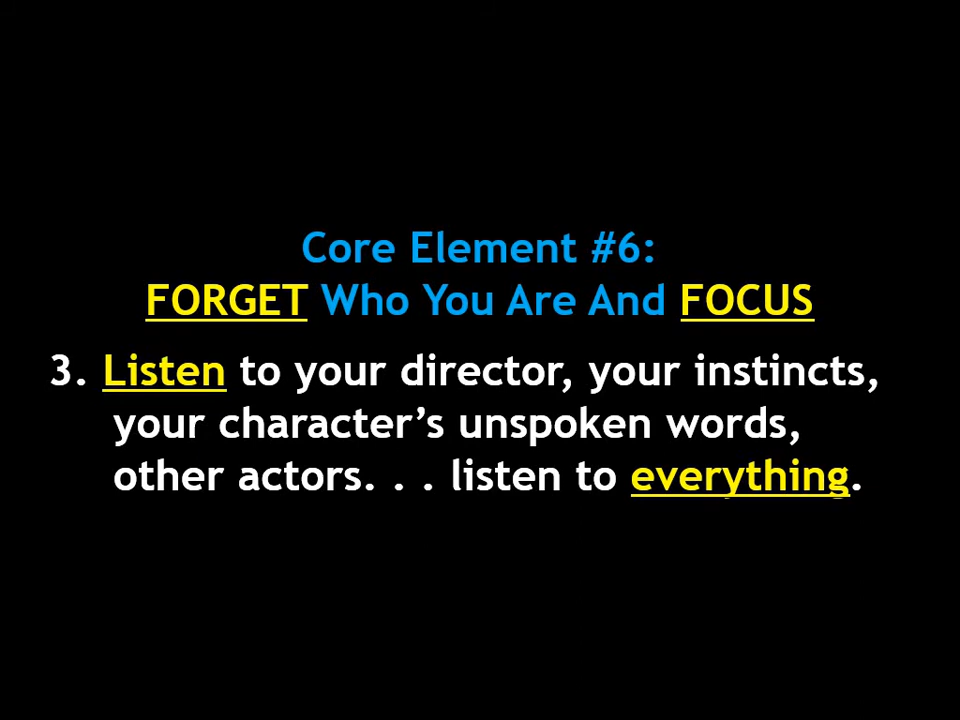 Core Element #6:
FORGET Who You Are And FOCUS
3. Listen to your director, your instincts,
your character’s unspoken words,
other actors. . . listen to everything.